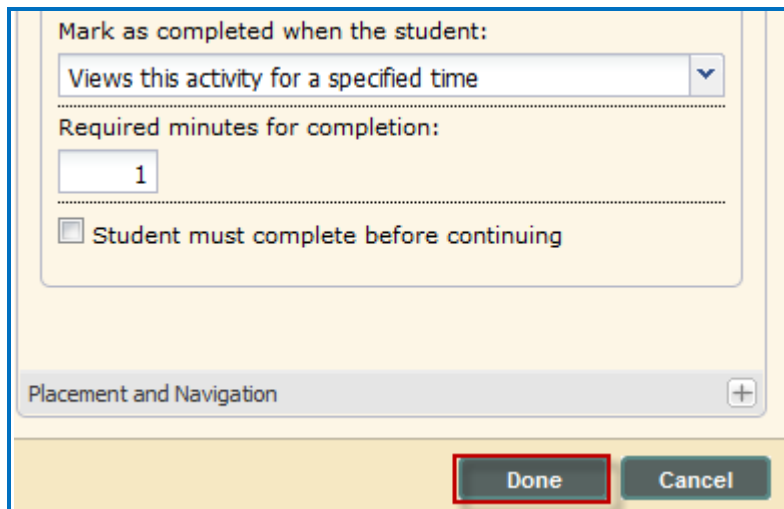 Mark as completed when the student:
Views this activity for a specified time
Required minutes for completion:
1
Student must complete before continuing
Placement and Navigation
Done Cancel